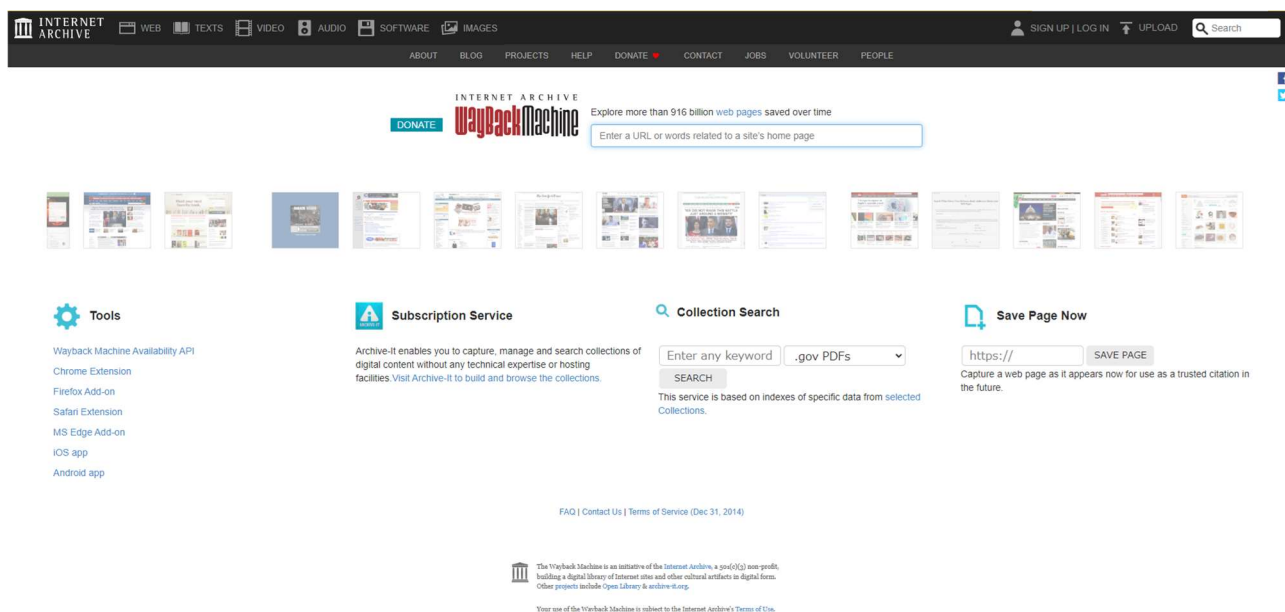 INTERNET ARCHIVE
WEB
TEXTS
VIDEO
AUDIO
SOFTWARE
IMAGES
SIGN UP | LOG IN
UPLOAD
Search
ABOUT
BLOG
PROJECTS
HELP
DONATE
CONTACT
JOBS
VOLUNTEER
PEOPLE
DONATE
INTERNET ARCHIVE
WayBackMachine
Explore more than 916 billion web pages saved over time
Enter a URL or words related to a site's home page
Tools
Wayback Machine Availability API
Chrome Extension
Firefox Add-on
Safari Extension
MS Edge Add-on
iOS app
Android app
Subscription Service
Archive-It enables you to capture, manage and search collections of
digital content without any technical expertise or hosting
facilities. Visit Archive-It to build and browse the collections.
Collection Search
Enter any keyword
.gov PDFs
SEARCH
This service is based on indexes of specific data from selected
Collections.
Save Page Now
https://
SAVE PAGE
Capture a web page as it appears now for use as a trusted citation in
the future.
FAQ | Contact Us | Terms of Service (Dec 31, 2014)
The Wayback Machine is an initiative of the Internet Archive, a 501(c)(3) non-profit,
building a digital library of Internet sites and other cultural artifacts in digital form.
Other projects include Open Library & archive-it.org.
Your use of the Wayback Machine is subject to the Internet Archive's Terms of Use.